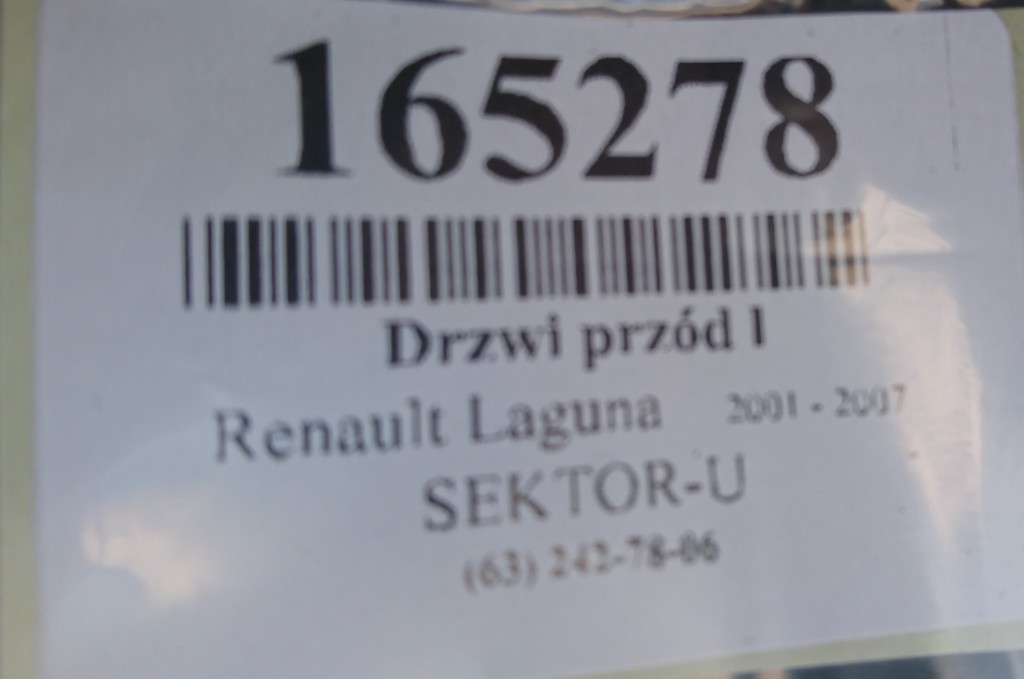 165278
Drzwi przód l
Renault Laguna 2001 - 2007
SEKTOR-U
(63) 242-78-06